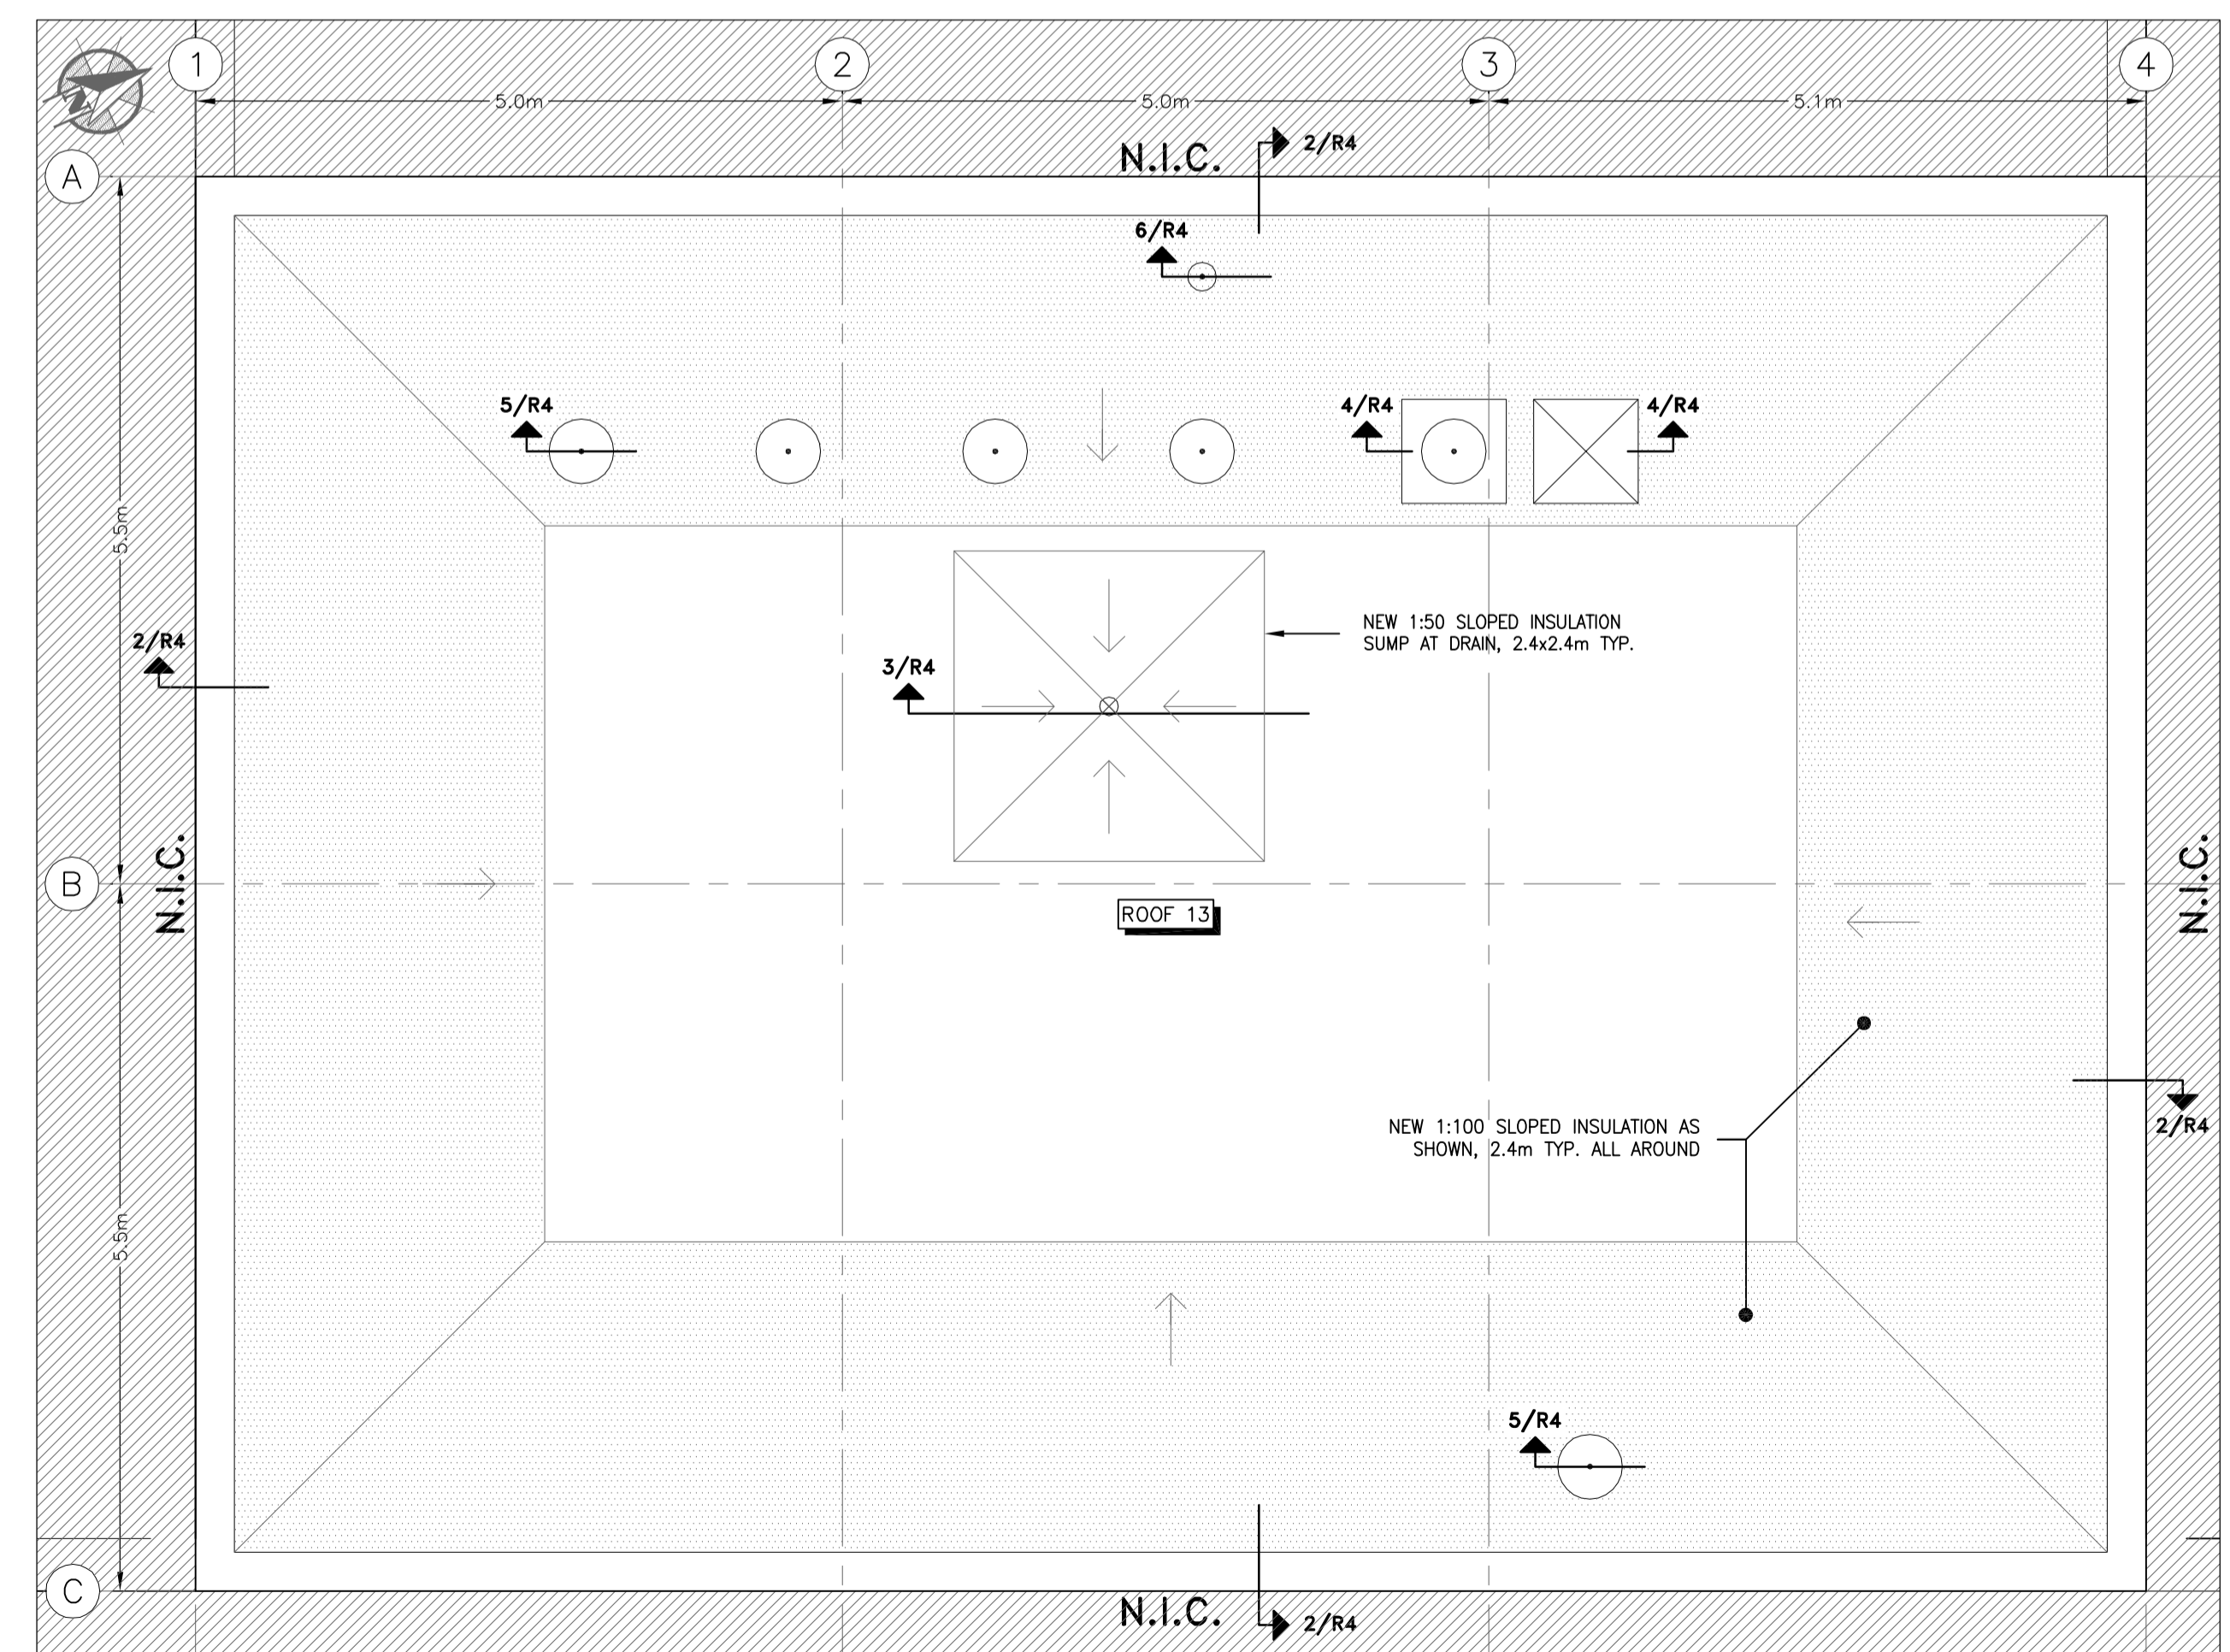 1
2
3
4
5.0m
5.0m
5.1m
N
A
N.I.C.
2/R4
6/R4
5/R4
4/R4
4/R4
5.5m
NEW 1:50 SLOPED INSULATION
SUMP AT DRAIN, 2.4x2.4m TYP.
2/R4
3/R4
B
N.I.C.
N.I.C.
ROOF 13
NEW 1:100 SLOPED INSULATION AS
SHOWN, 2.4m TYP. ALL AROUND
2/R4
5.5m
5/R4
C
N.I.C.
2/R4